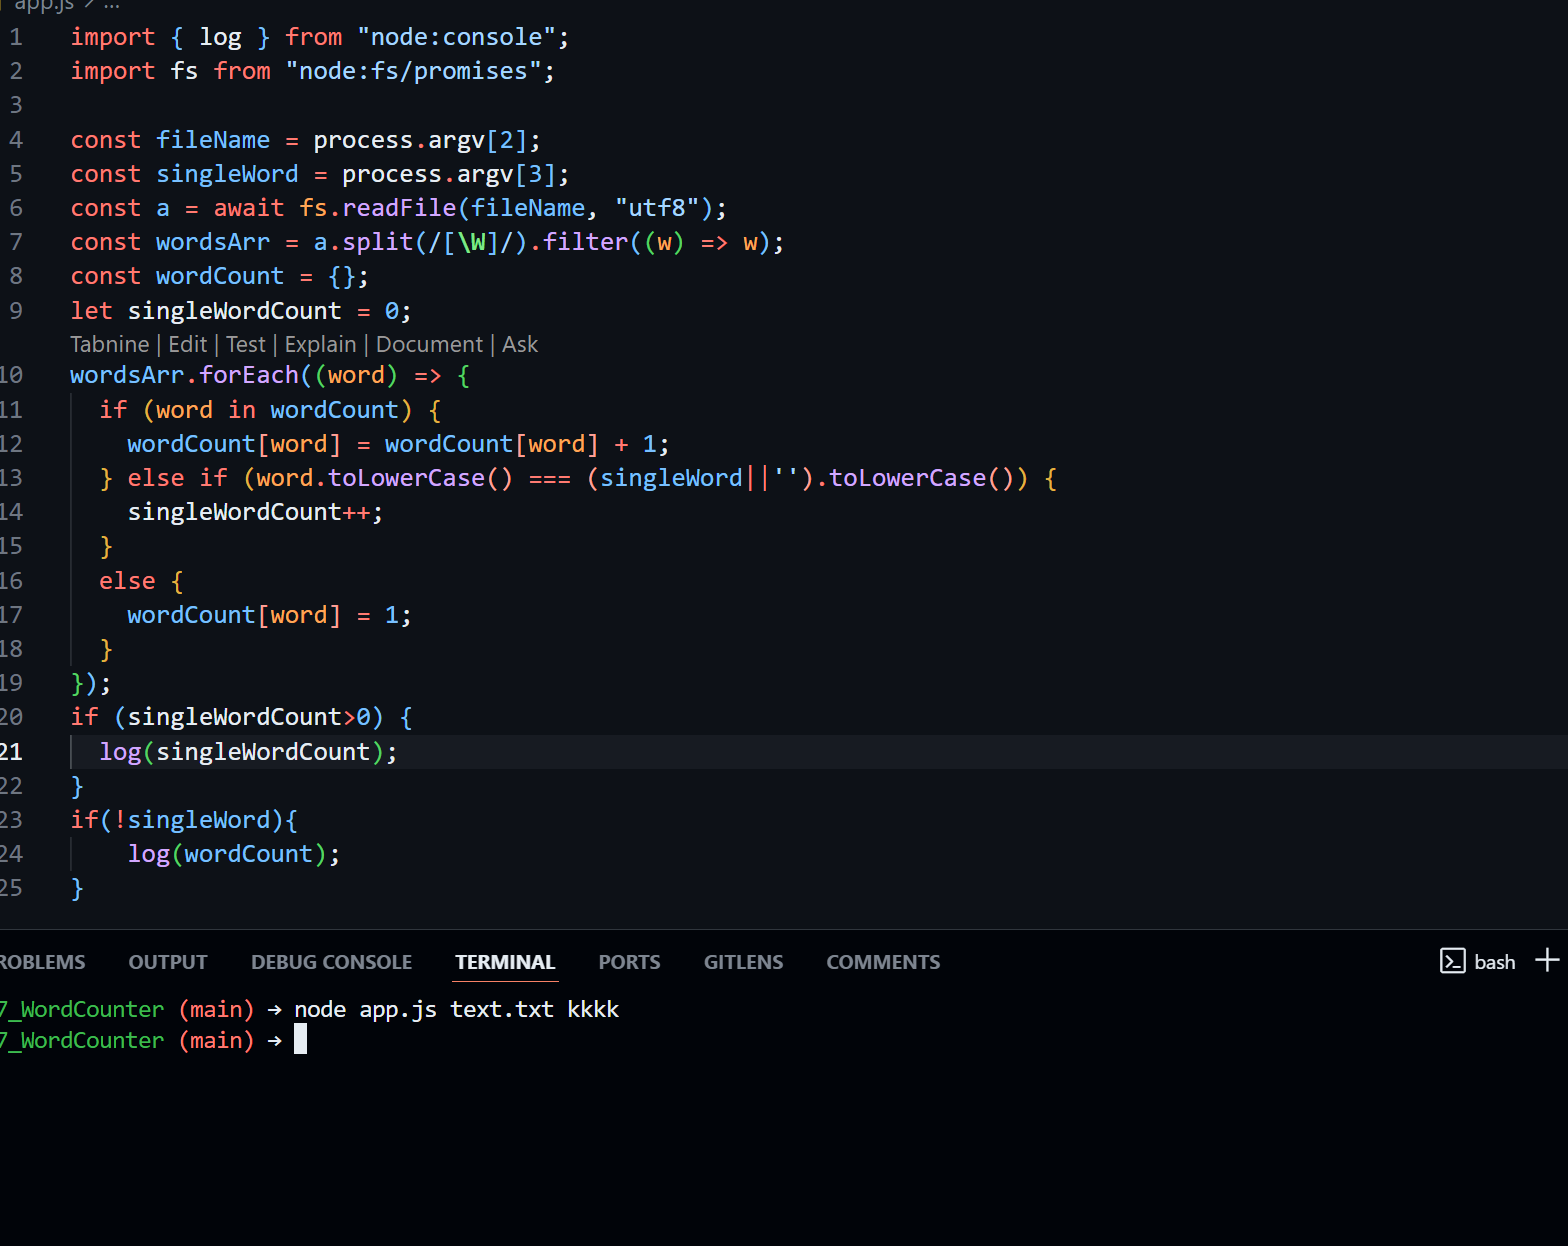 app.js > ...
1 import { log } from "node:console";
2 import fs from "node:fs/promises";
3
4 const fileName = process.argv[2];
5 const singleWord = process.argv[3];
6 const a = await fs.readFile(fileName, "utf8");
7 const wordsArr = a.split(/[\W]/).filter((w) => w);
8 const wordCount = {};
9 let singleWordCount = 0;
Tabnine | Edit | Test | Explain | Document | Ask
10 wordsArr.forEach((word) => {
11   if (word in wordCount) {
12     wordCount[word] = wordCount[word] + 1;
13   } else if (word.toLowerCase() === (singleWord||'').toLowerCase()) {
14     singleWordCount++;
15   }
16   else {
17     wordCount[word] = 1;
18   }
19 });
20 if (singleWordCount>0) {
21   log(singleWordCount);
22 }
23 if(!singleWord){
24     log(wordCount);
25 }
ROBLEMS OUTPUT DEBUG CONSOLE TERMINAL PORTS GITLENS COMMENTS bash
7_WordCounter (main) → node app.js text.txt kkkk
7_WordCounter (main) →